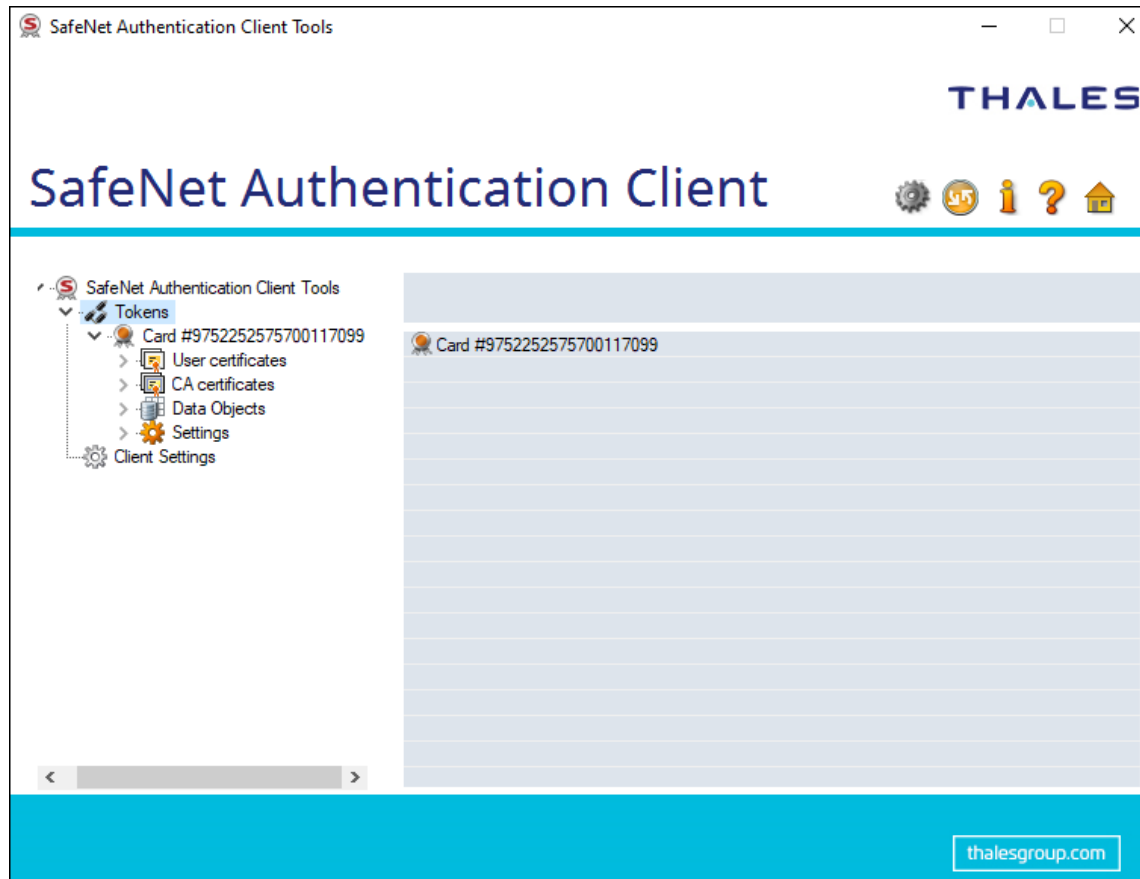 SafeNet Authentication Client Tools
THALES
SafeNet Authentication Client
SafeNet Authentication Client Tools
Tokens
Card #9752252575700117099
User certificates
CA certificates
Data Objects
Settings
Client Settings
Card #9752252575700117099
thalesgroup.com